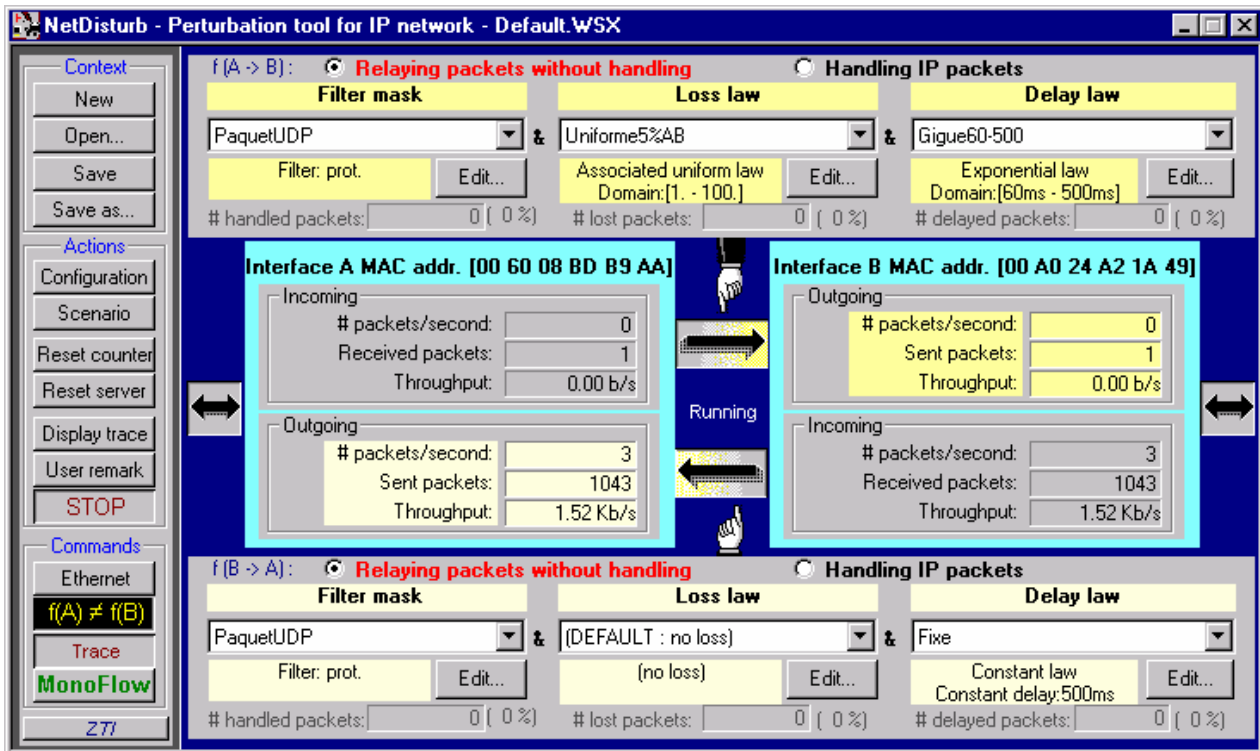 NetDisturb - Perturbation tool for IP network - Default.WSX
Context
New
Open...
Save
Save as...
Actions
Configuration
Scenario
Reset counter
Reset server
Display trace
User remark
STOP
Commands
Ethernet
f(A) ≠ f(B)
Trace
MonoFlow
ZTI
f (A -> B) : Relaying packets without handling Handling IP packets
Filter mask Loss law Delay law
PaquetUDP & Uniforme5%AB & Gigue60-500
Filter: prot. Edit... Associated uniform law Edit... Exponential law Edit...
Domain:[1. - 100.] Domain:[60ms - 500ms]
# handled packets: 0 ( 0 %) # lost packets: 0 ( 0 %) # delayed packets: 0 ( 0 %)
Interface A MAC addr. [00 60 08 BD B9 AA]
Incoming
# packets/second: 0
Received packets: 1
Throughput: 0.00 b/s
Outgoing
# packets/second: 3
Sent packets: 1043
Throughput: 1.52 Kb/s
Running
Interface B MAC addr. [00 A0 24 A2 1A 49]
Outgoing
# packets/second: 0
Sent packets: 1
Throughput: 0.00 b/s
Incoming
# packets/second: 3
Received packets: 1043
Throughput: 1.52 Kb/s
f (B -> A) : Relaying packets without handling Handling IP packets
Filter mask Loss law Delay law
PaquetUDP & (DEFAULT : no loss) & Fixe
Filter: prot. Edit... (no loss) Edit... Constant law Edit...
Constant delay:500ms
# handled packets: 0 ( 0 %) # lost packets: 0 ( 0 %) # delayed packets: 0 ( 0 %)